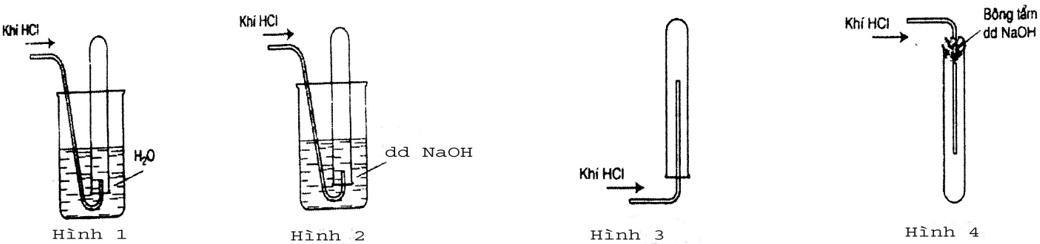 Khí HCl
H₂O
Hình 1
Khí HCl
dd NaOH
Hình 2
Khí HCl
Hình 3
Khí HCl
Bông tẩm
dd NaOH
Hình 4